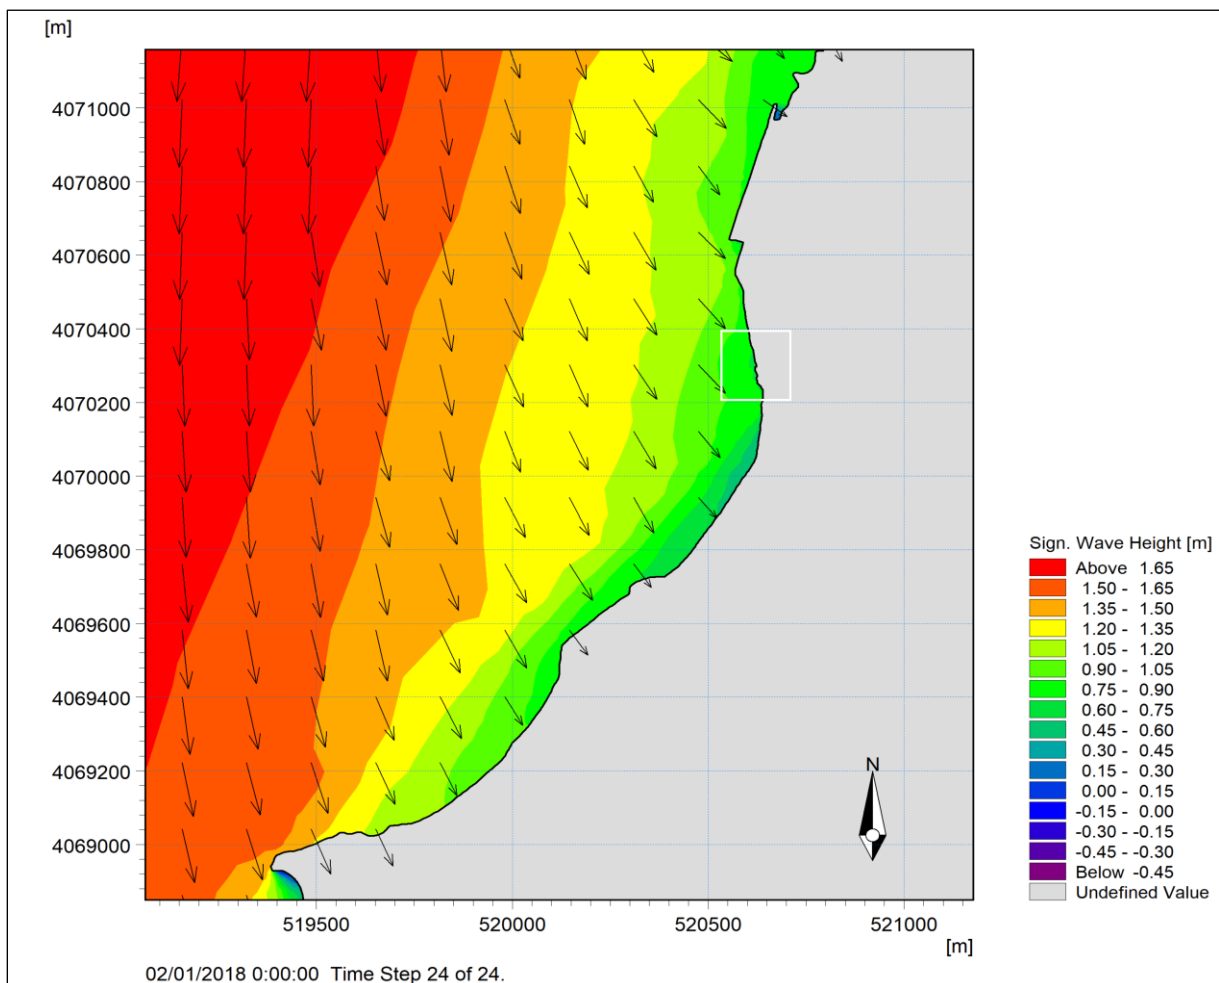 [m]
4071000
4070800
4070600
4070400
4070200
4070000
4069800
4069600
4069400
4069200
4069000
519500 520000 520500 521000
[m]
02/01/2018 0:00:00 Time Step 24 of 24.
Sign. Wave Height [m]
Above 1.65
1.50 - 1.65
1.35 - 1.50
1.20 - 1.35
1.05 - 1.20
0.90 - 1.05
0.75 - 0.90
0.60 - 0.75
0.45 - 0.60
0.30 - 0.45
0.15 - 0.30
0.00 - 0.15
-0.15 - 0.00
-0.30 - -0.15
-0.45 - -0.30
Below -0.45
Undefined Value
N